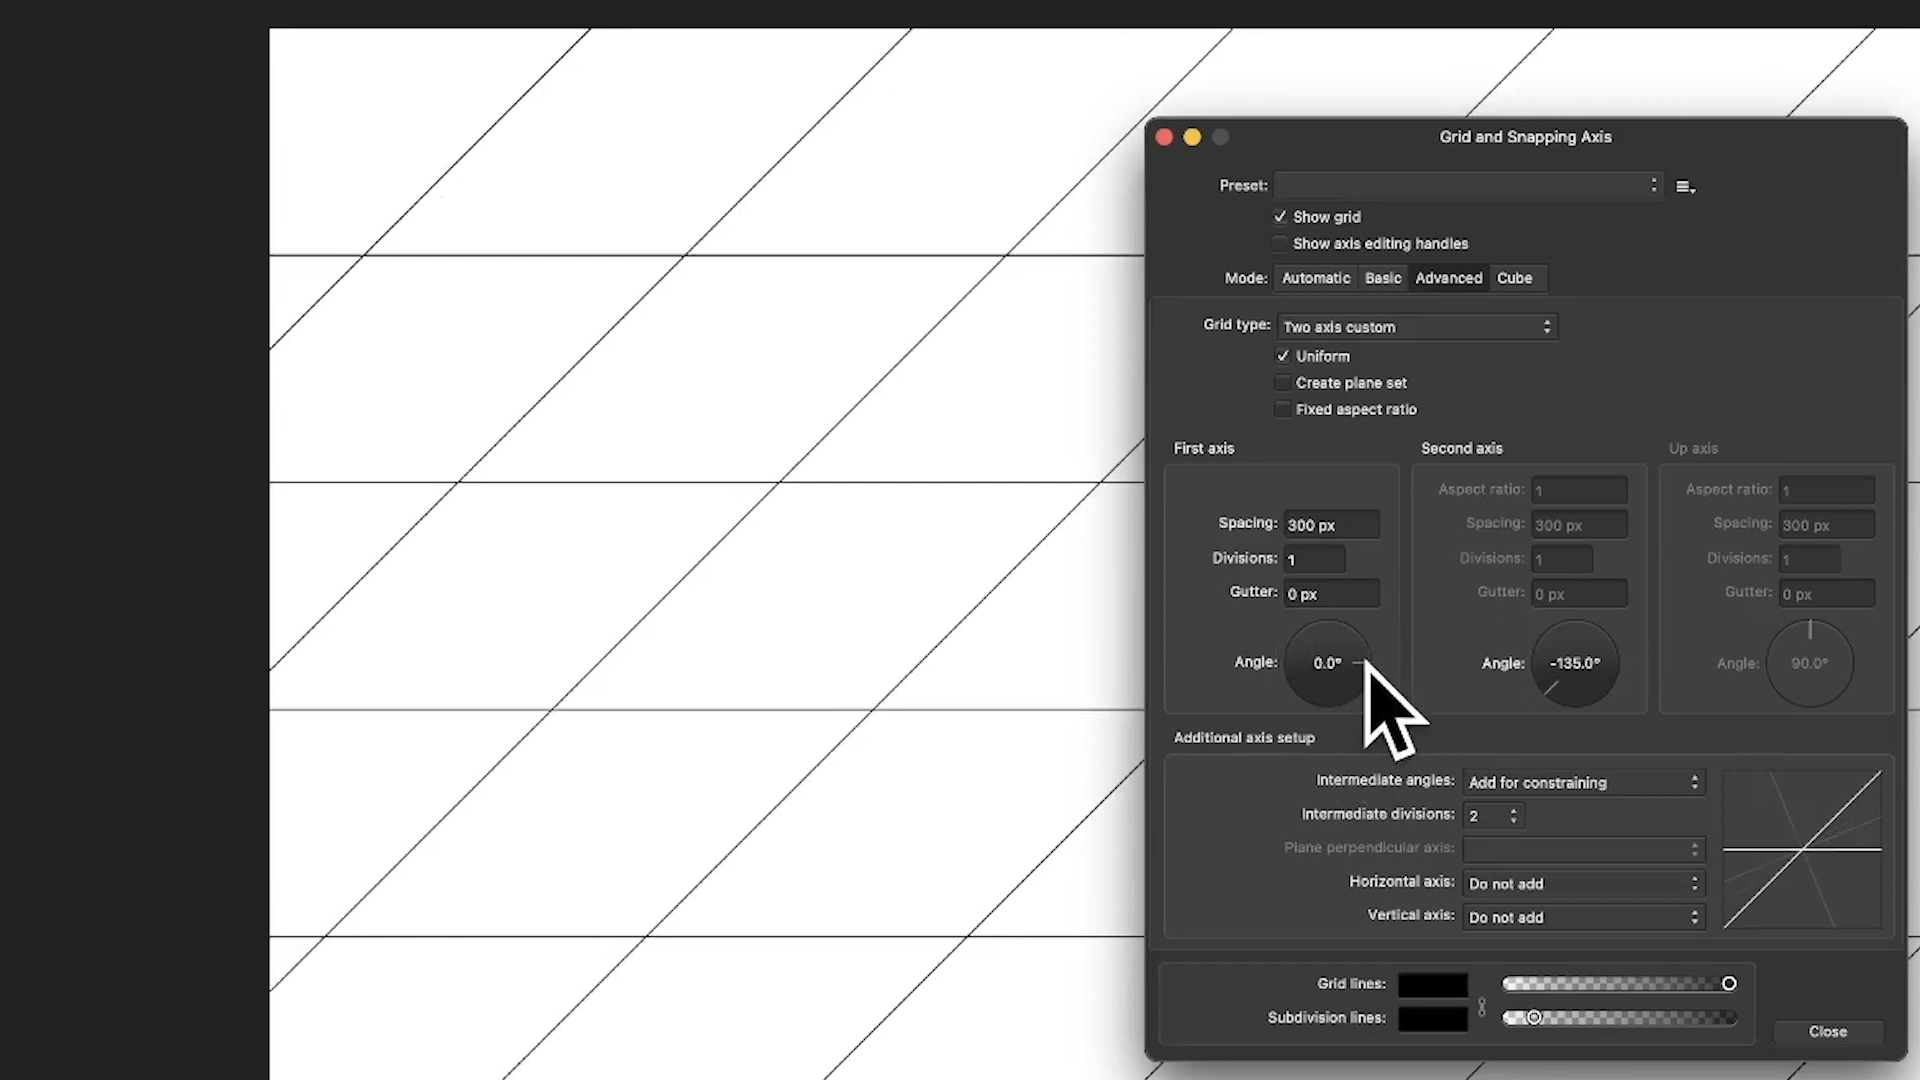 Grid and Snapping Axis
Preset:
Show grid
Show axis editing handles
Mode: Automatic Basic Advanced Cube
Grid type: Two axis custom
Uniform
Create plane set
Fixed aspect ratio
First axis Second axis Up axis
Aspect ratio: 1 Aspect ratio: 1
Spacing: 300 px Spacing: 300 px Spacing: 300 px
Divisions: 1 Divisions: 1 Divisions: 1
Gutter: 0 px Gutter: 0 px Gutter: 0 px
Angle: 0.0° Angle: -135.0° Angle: 90.0°
Additional axis setup
Intermediate angles: Add for constraining
Intermediate divisions: 2
Plane perpendicular axis:
Horizontal axis: Do not add
Vertical axis: Do not add
Grid lines:
Subdivision lines:
Close